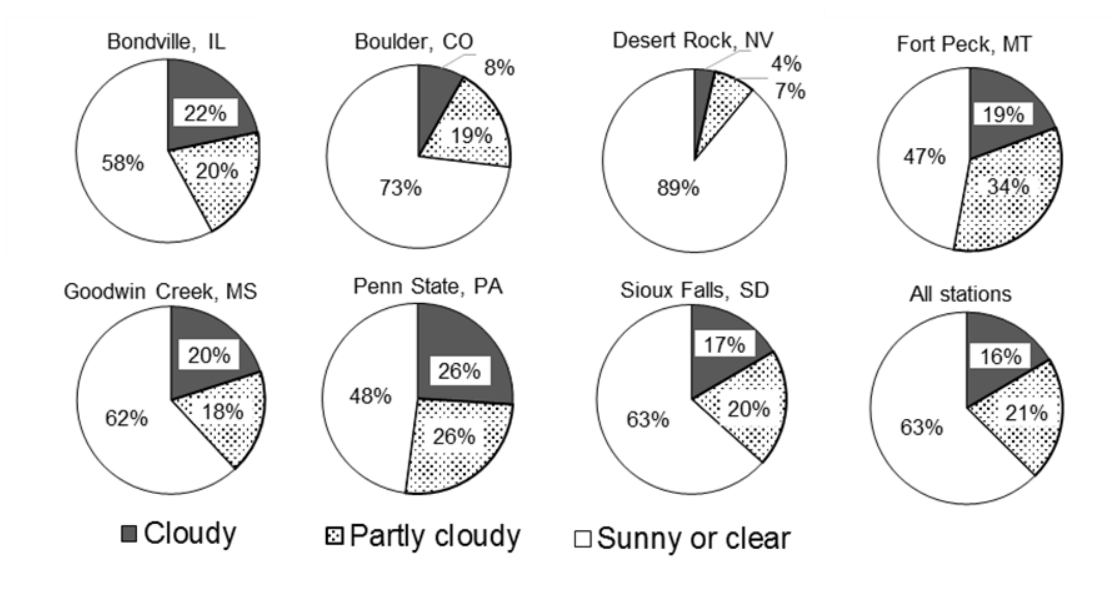 Bondville, IL
22%
58%
20%
Boulder, CO
8%
19%
73%
Desert Rock, NV
4%
7%
89%
Fort Peck, MT
19%
47%
34%
Goodwin Creek, MS
20%
62%
18%
Penn State, PA
26%
48%
26%
Sioux Falls, SD
17%
63%
20%
All stations
16%
63%
21%
Cloudy
Partly cloudy
Sunny or clear